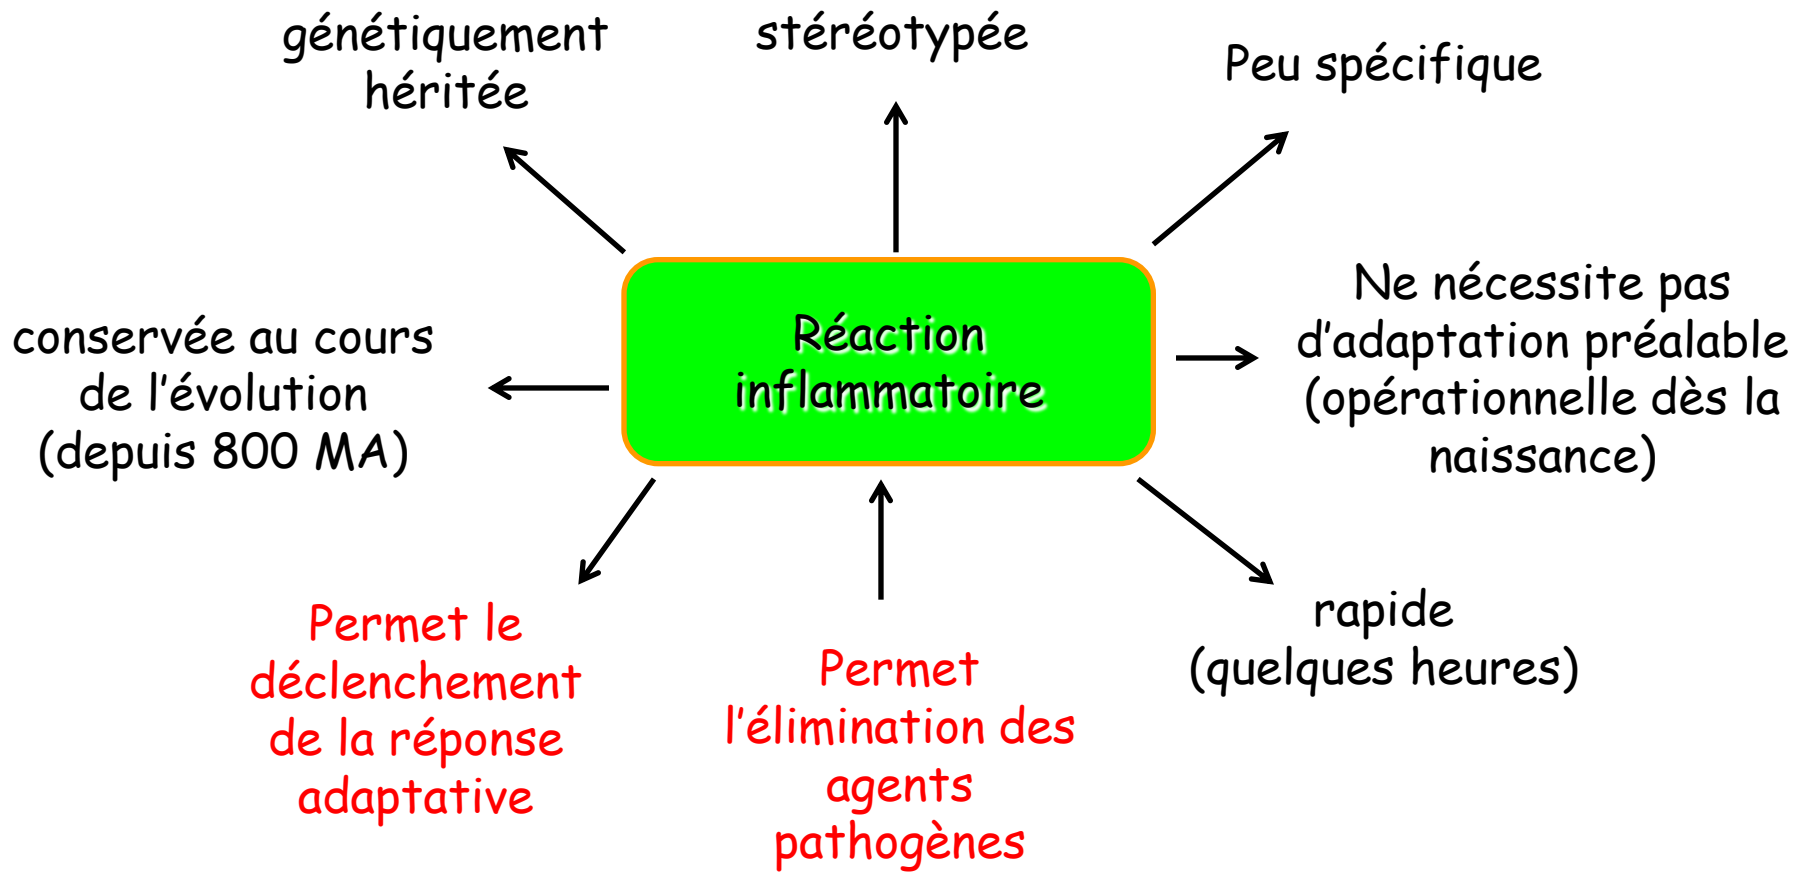 génétiquement
héritée
stéréotypée
Peu spécifique
conservée au cours
de l'évolution
(depuis 800 MA)
Réaction
inflammatoire
Ne nécessite pas
d'adaptation préalable
(opérationnelle dès la
naissance)
Permet le
déclenchement
de la réponse
adaptative
Permet
l'élimination des
agents
pathogènes
rapide
(quelques heures)